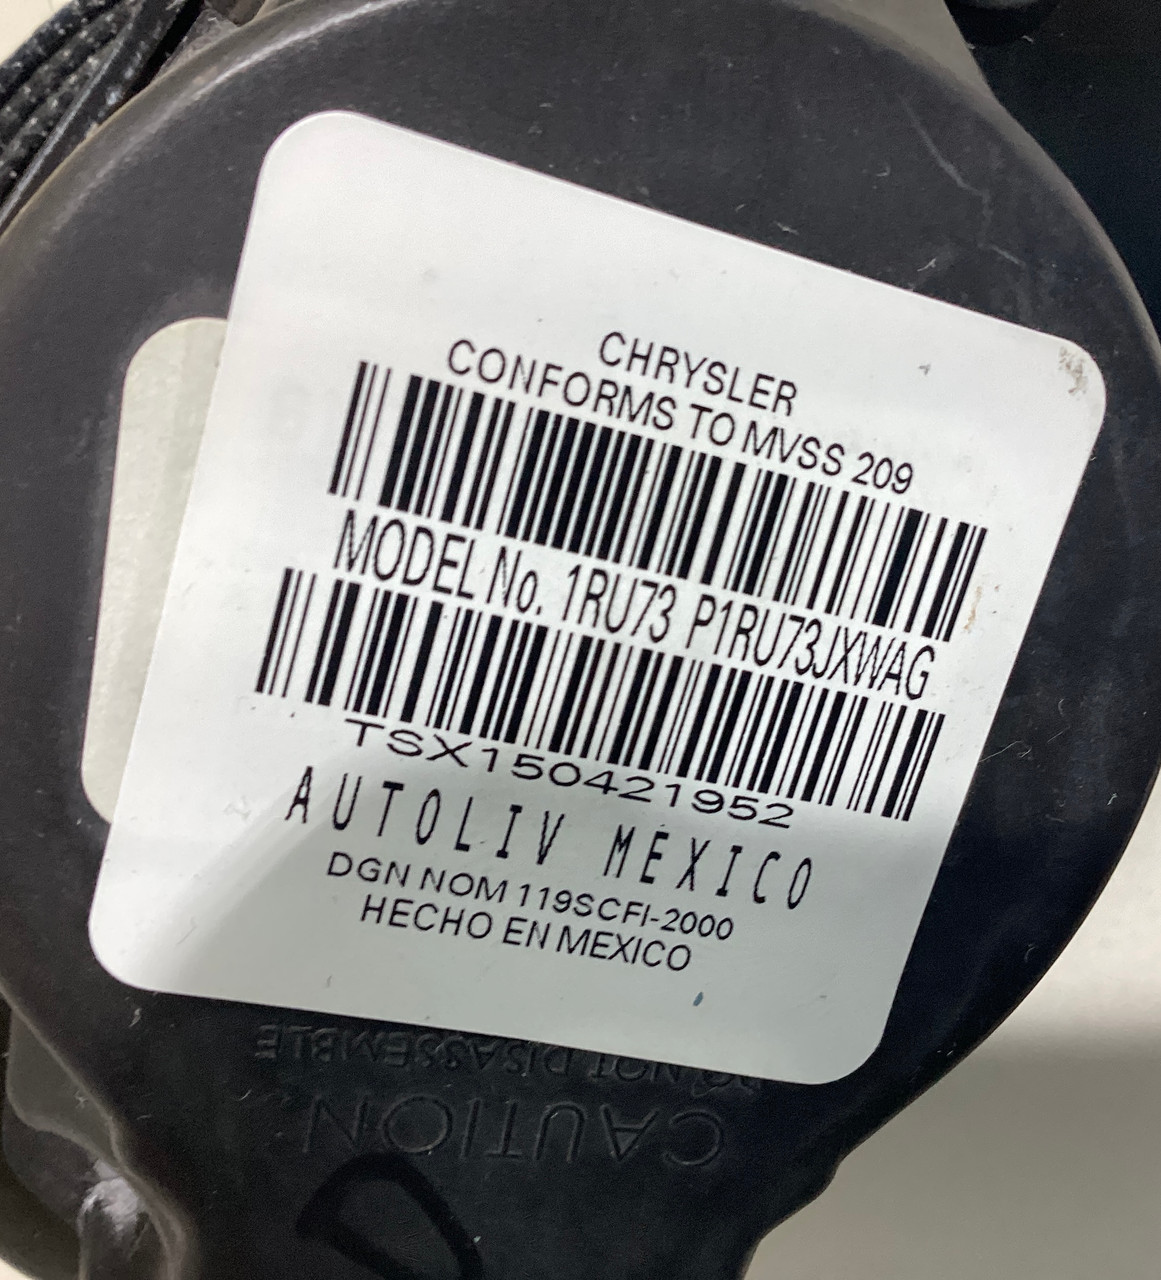 CHRYSLER
CONFORMS TO MVSS 209
MODEL No. 1RU73 P1RU73JXWAG
TSX150421952
AUTOLIV MEXICO
DGN NOM 119SCFI-2000
HECHO EN MEXICO
CAUTION
DO NOT DISASSEMBLE